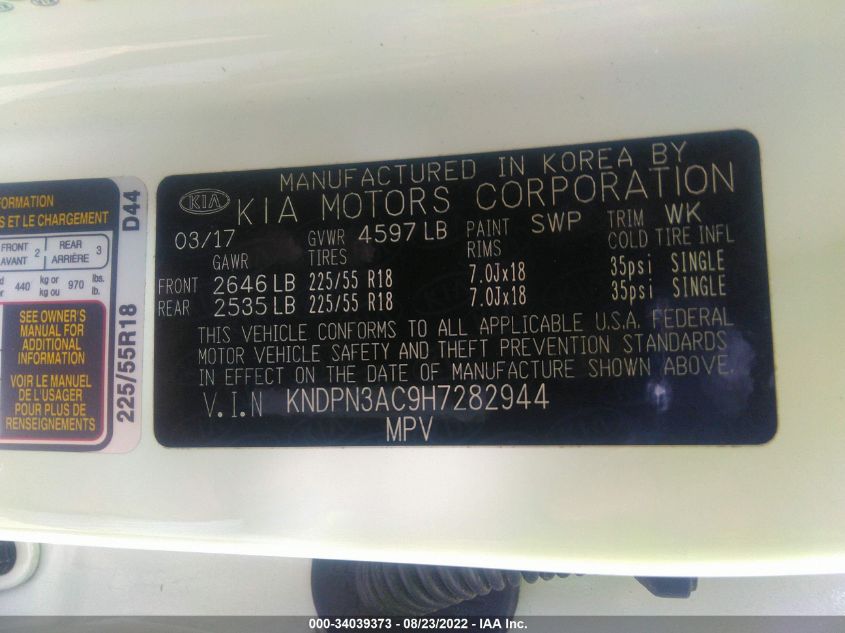 MANUFACTURED IN KOREA BY
KIA KIA MOTORS CORPORATION
03/17 GVWR 4597 LB PAINT SWP TRIM WK
GAWR TIRES RIMS COLD TIRE INFL
FRONT 2646 LB 225/55 R18 7.0Jx18 35psi SINGLE
REAR 2535 LB 225/55 R18 7.0Jx18 35psi SINGLE
THIS VEHICLE CONFORMS TO ALL APPLICABLE U.S.A. FEDERAL
MOTOR VEHICLE SAFETY AND THEFT PREVENTION STANDARDS
IN EFFECT ON THE DATE OF MANUFACTURE SHOWN ABOVE.
V.I.N KNDPN3AC9H7282944
MPV
ET LE CHARGEMENT
FRONT AVANT 2 REAR ARRIÈRE 3
440 kg or kg ou 970 lbs. lb.
SEE OWNER'S
MANUAL FOR
ADDITIONAL
INFORMATION
VOIR LE MANUEL
DE L'USAGER
POUR PLUS DE
RENSEIGNEMENTS
225/55R18 D44
000-34039373 - 08/23/2022 - IAA Inc.